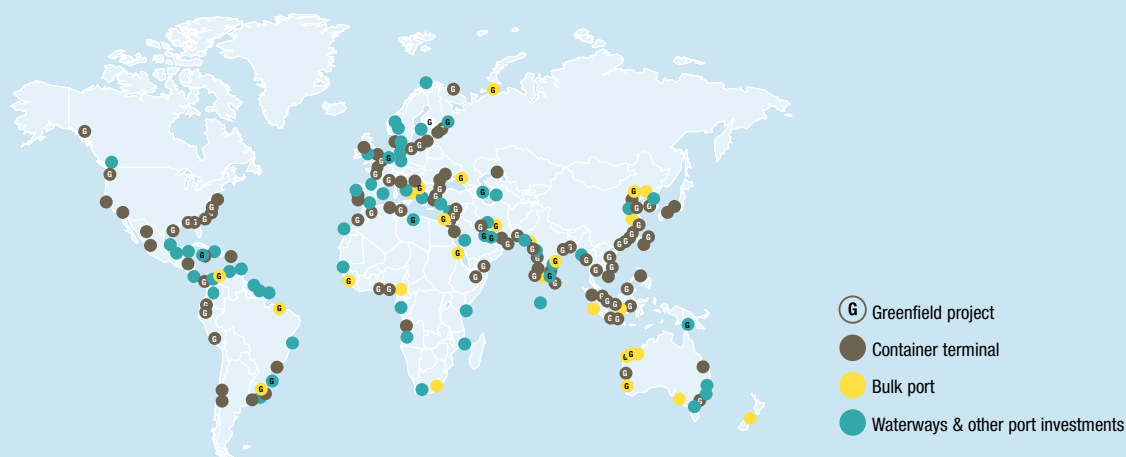 G Greenfield project
Container terminal
Bulk port
Waterways & other port investments